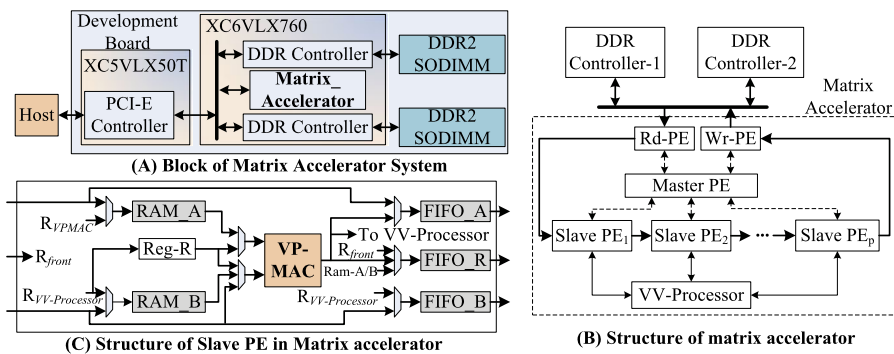 Development
Board
XC5VLX50T
XC6VLX760
Host
PCI-E
Controller
DDR Controller
Matrix_
Accelerator
DDR Controller
DDR2
SODIMM
DDR2
SODIMM
(A) Block of Matrix Accelerator System
DDR
Controller-1
DDR
Controller-2
Matrix
Accelerator
Rd-PE
Wr-PE
Master PE
Slave PE1
Slave PE2
•••
Slave PEp
VV-Processor
(B) Structure of matrix accelerator
RVPMAC
Rfront
RVV-Processor
RAM_A
Reg-R
RAM_B
VP-
MAC
FIFO_A
To VV-Processor
Rfront
Ram-A/B
FIFO_R
RVV-Processor
FIFO_B
(C) Structure of Slave PE in Matrix accelerator